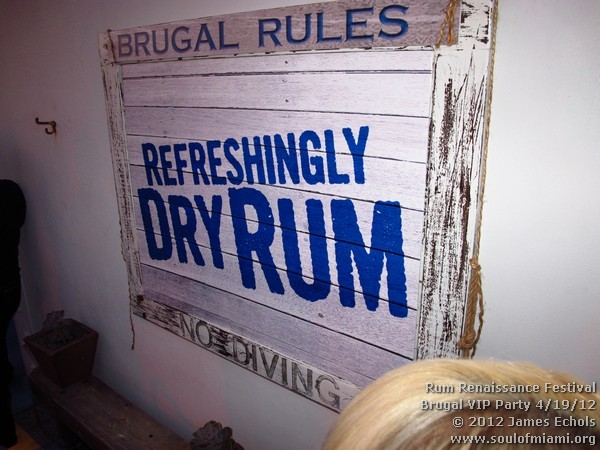 BRUGAL RULES
REFRESHINGLY
DRY RUM
NO DIVING
Rum Renaissance Festival
Brugal VIP Party 4/19/12
© 2012 James Echols
www.soulofmiami.org